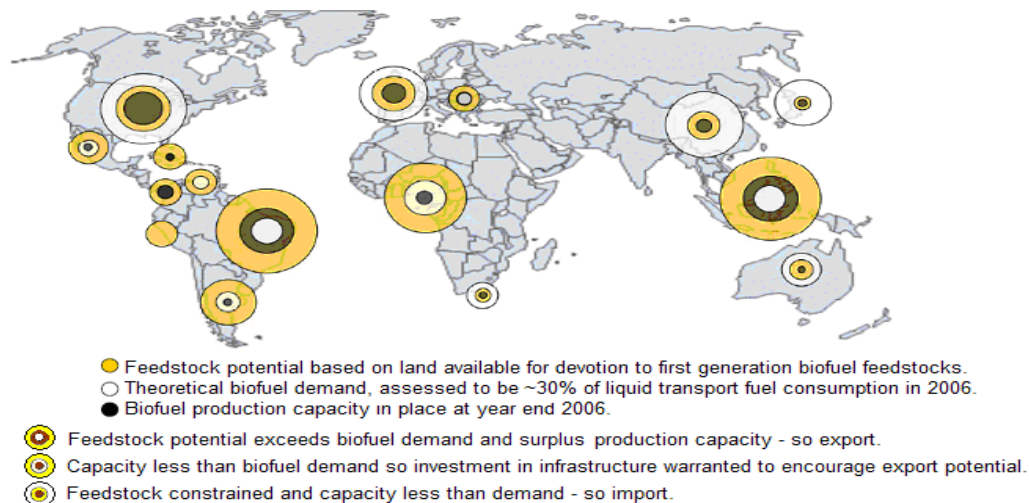 Feedstock potential based on land available for devotion to first generation biofuel feedstocks.
Theoretical biofuel demand, assessed to be ~30% of liquid transport fuel consumption in 2006.
Biofuel production capacity in place at year end 2006.
Feedstock potential exceeds biofuel demand and surplus production capacity - so export.
Capacity less than biofuel demand so investment in infrastructure warranted to encourage export potential.
Feedstock constrained and capacity less than demand - so import.